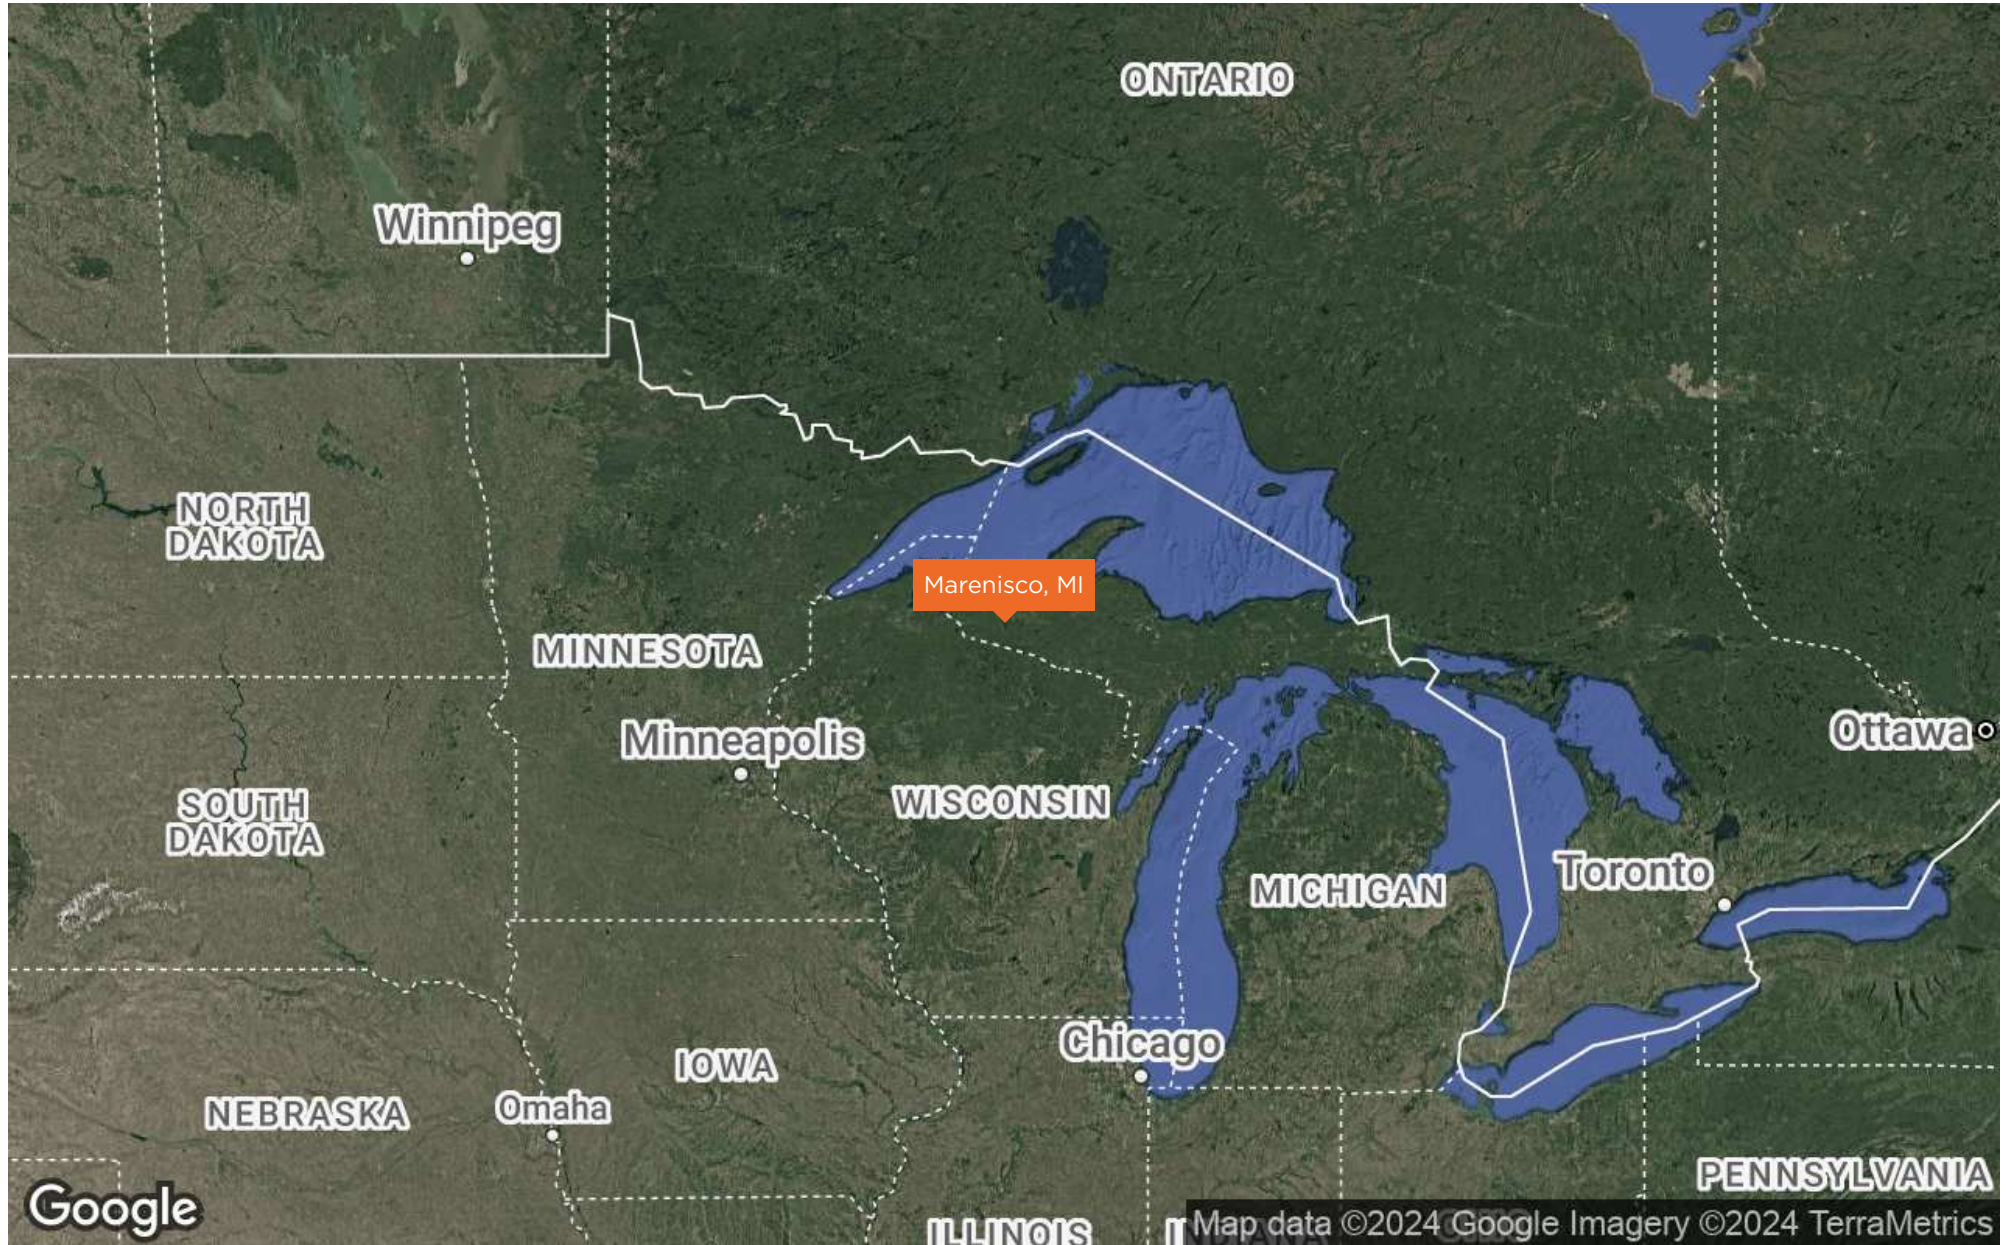 ONTARIO
Winnipeg
NORTH
DAKOTA
Marenisco, MI
MINNESOTA
Minneapolis
Ottawa
SOUTH
DAKOTA
WISCONSIN
Toronto
MICHIGAN
Chicago
IOWA
NEBRASKA
Omaha
PENNSYLVANIA
Google
ILLINOIS
Map data ©2024 Google Imagery ©2024 TerraMetrics